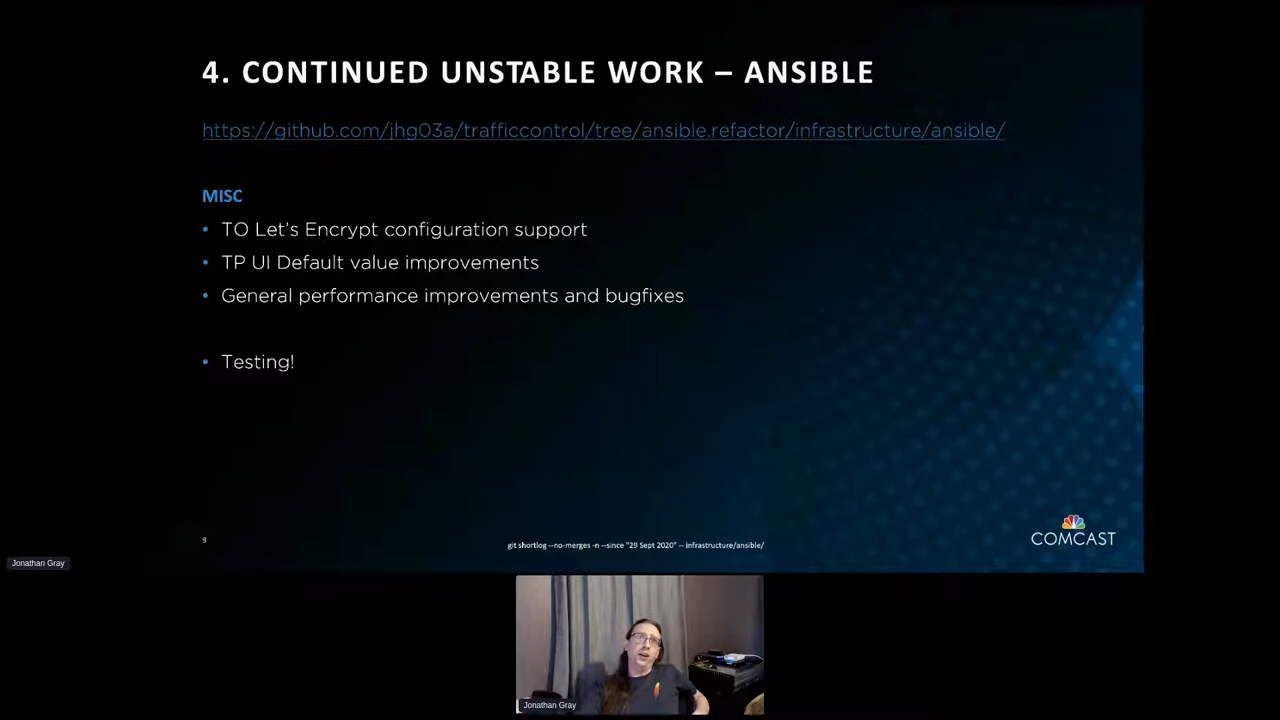 4. CONTINUED UNSTABLE WORK – ANSIBLE
https://github.com/jhg03a/trafficcontrol/tree/ansible.refactor/infrastructure/ansible/
MISC
• TO Let's Encrypt configuration support
• TP UI Default value improvements
• General performance improvements and bugfixes
• Testing!
9
git shortlog --no-merges -n --since "29 Sept 2020" -- infrastructure/ansible/
COMCAST
Jonathan Gray
Jonathan Gray